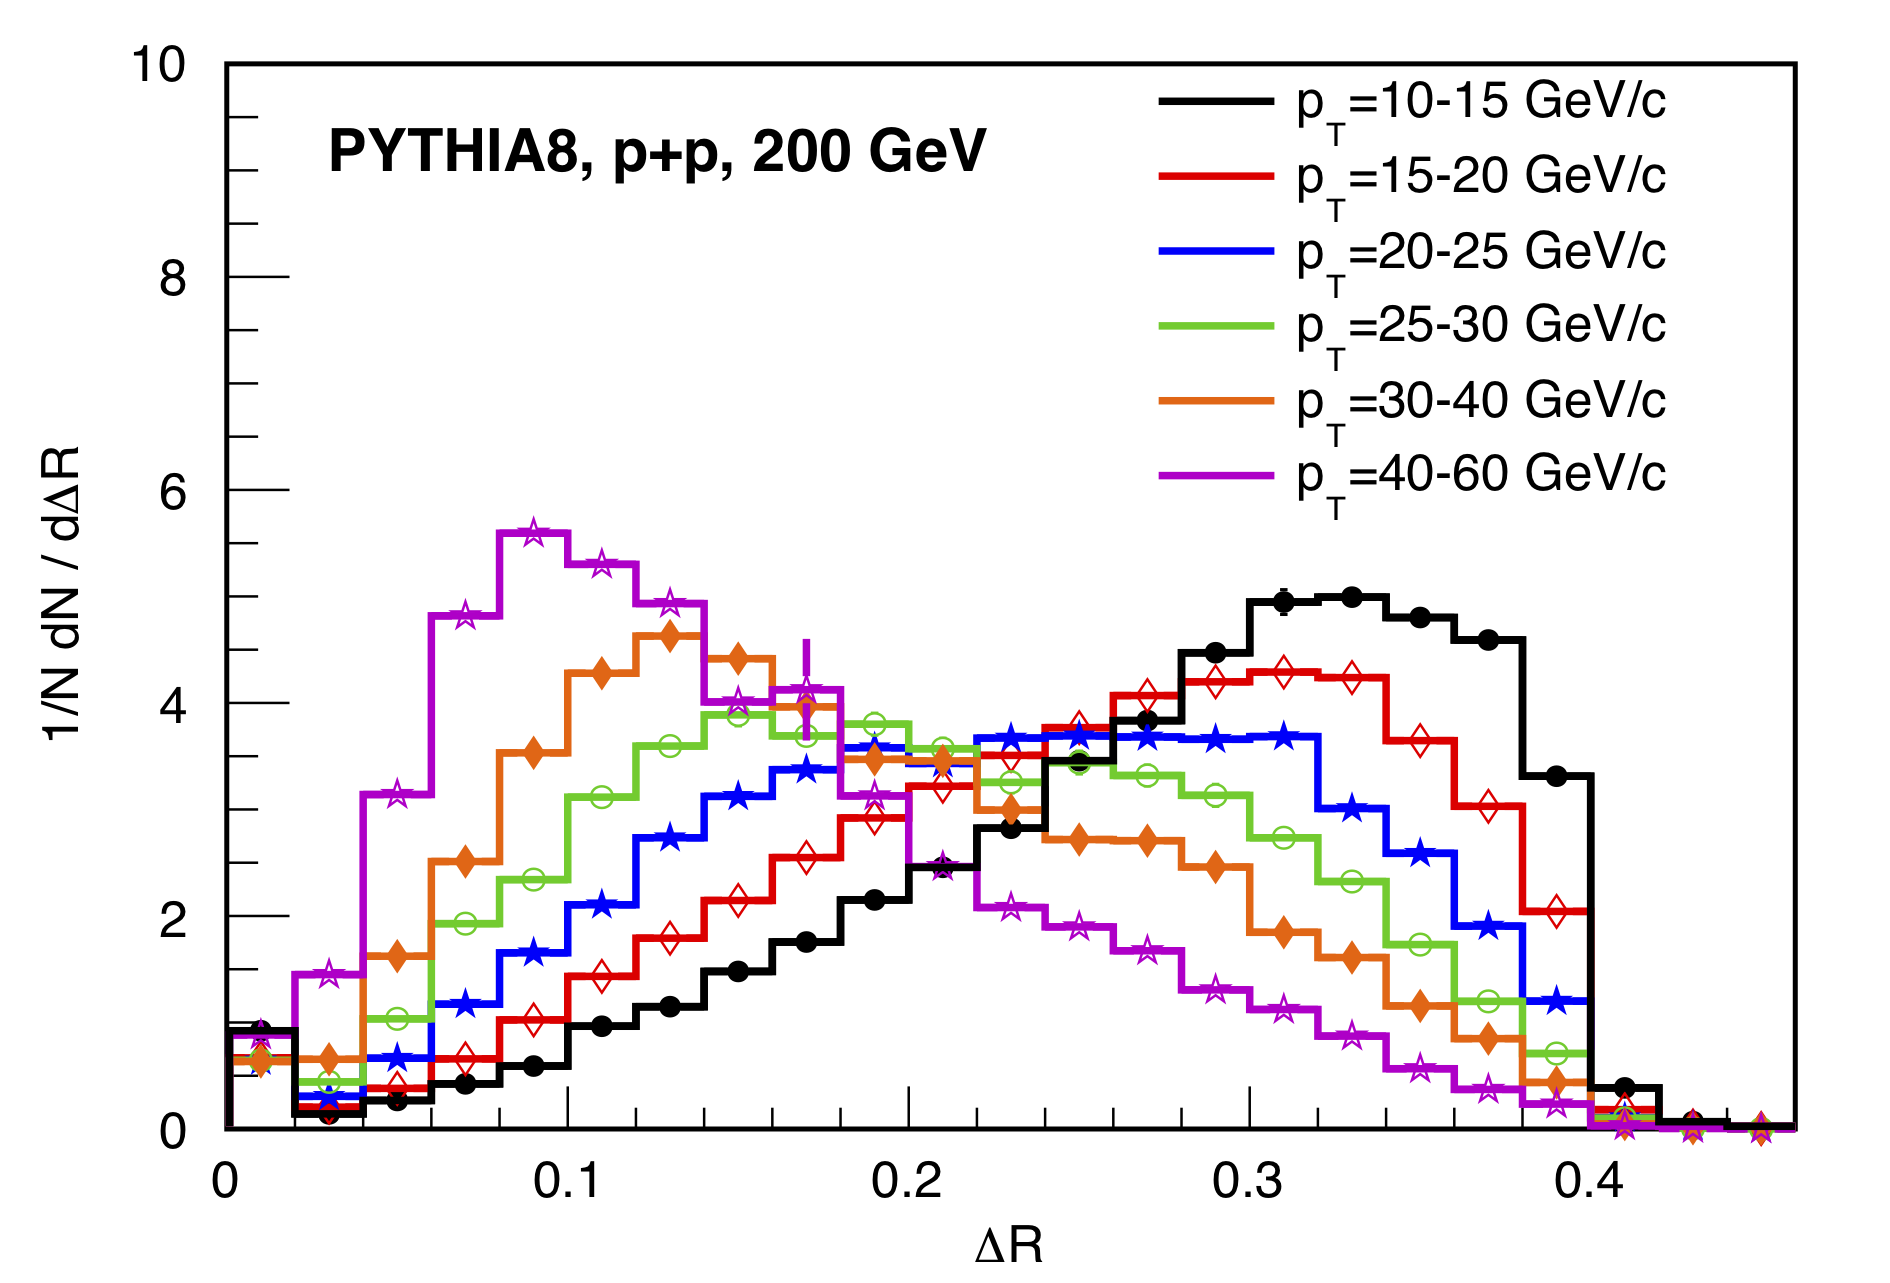 PYTHIA8, p+p, 200 GeV
p_T=10-15 GeV/c
p_T=15-20 GeV/c
p_T=20-25 GeV/c
p_T=25-30 GeV/c
p_T=30-40 GeV/c
p_T=40-60 GeV/c
1/N dN / dΔR
10
8
6
4
2
0
0 0.1 0.2 0.3 0.4
ΔR